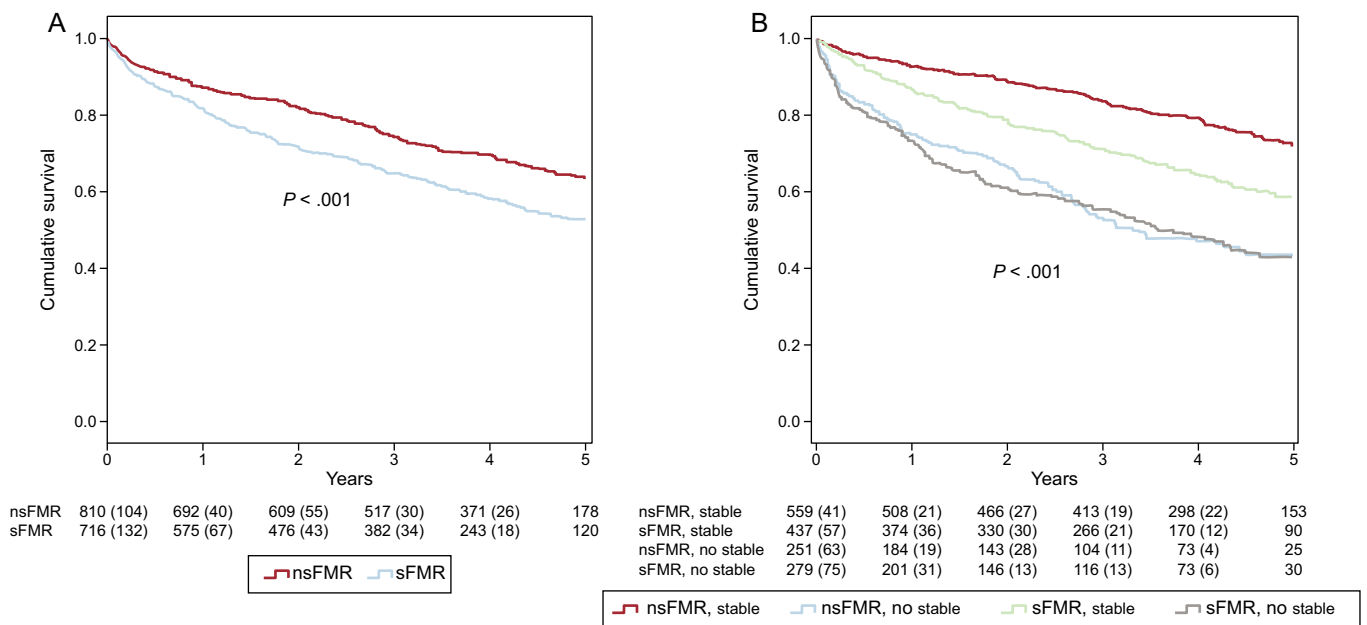 A
Cumulative survival
1.0
0.8
0.6
0.4
0.2
0.0
P < .001
0 1 2 3 4 5
Years
nsFMR 810 (104) 692 (40) 609 (55) 517 (30) 371 (26) 178
sFMR 716 (132) 575 (67) 476 (43) 382 (34) 243 (18) 120
nsFMR sFMR
B
Cumulative survival
1.0
0.8
0.6
0.4
0.2
0.0
P < .001
0 1 2 3 4 5
Years
nsFMR, stable 559 (41) 508 (21) 466 (27) 413 (19) 298 (22) 153
sFMR, stable 437 (57) 374 (36) 330 (30) 266 (21) 170 (12) 90
nsFMR, no stable 251 (63) 184 (19) 143 (28) 104 (11) 73 (4) 25
sFMR, no stable 279 (75) 201 (31) 146 (13) 116 (13) 73 (6) 30
nsFMR, stable nsFMR, no stable sFMR, stable sFMR, no stable